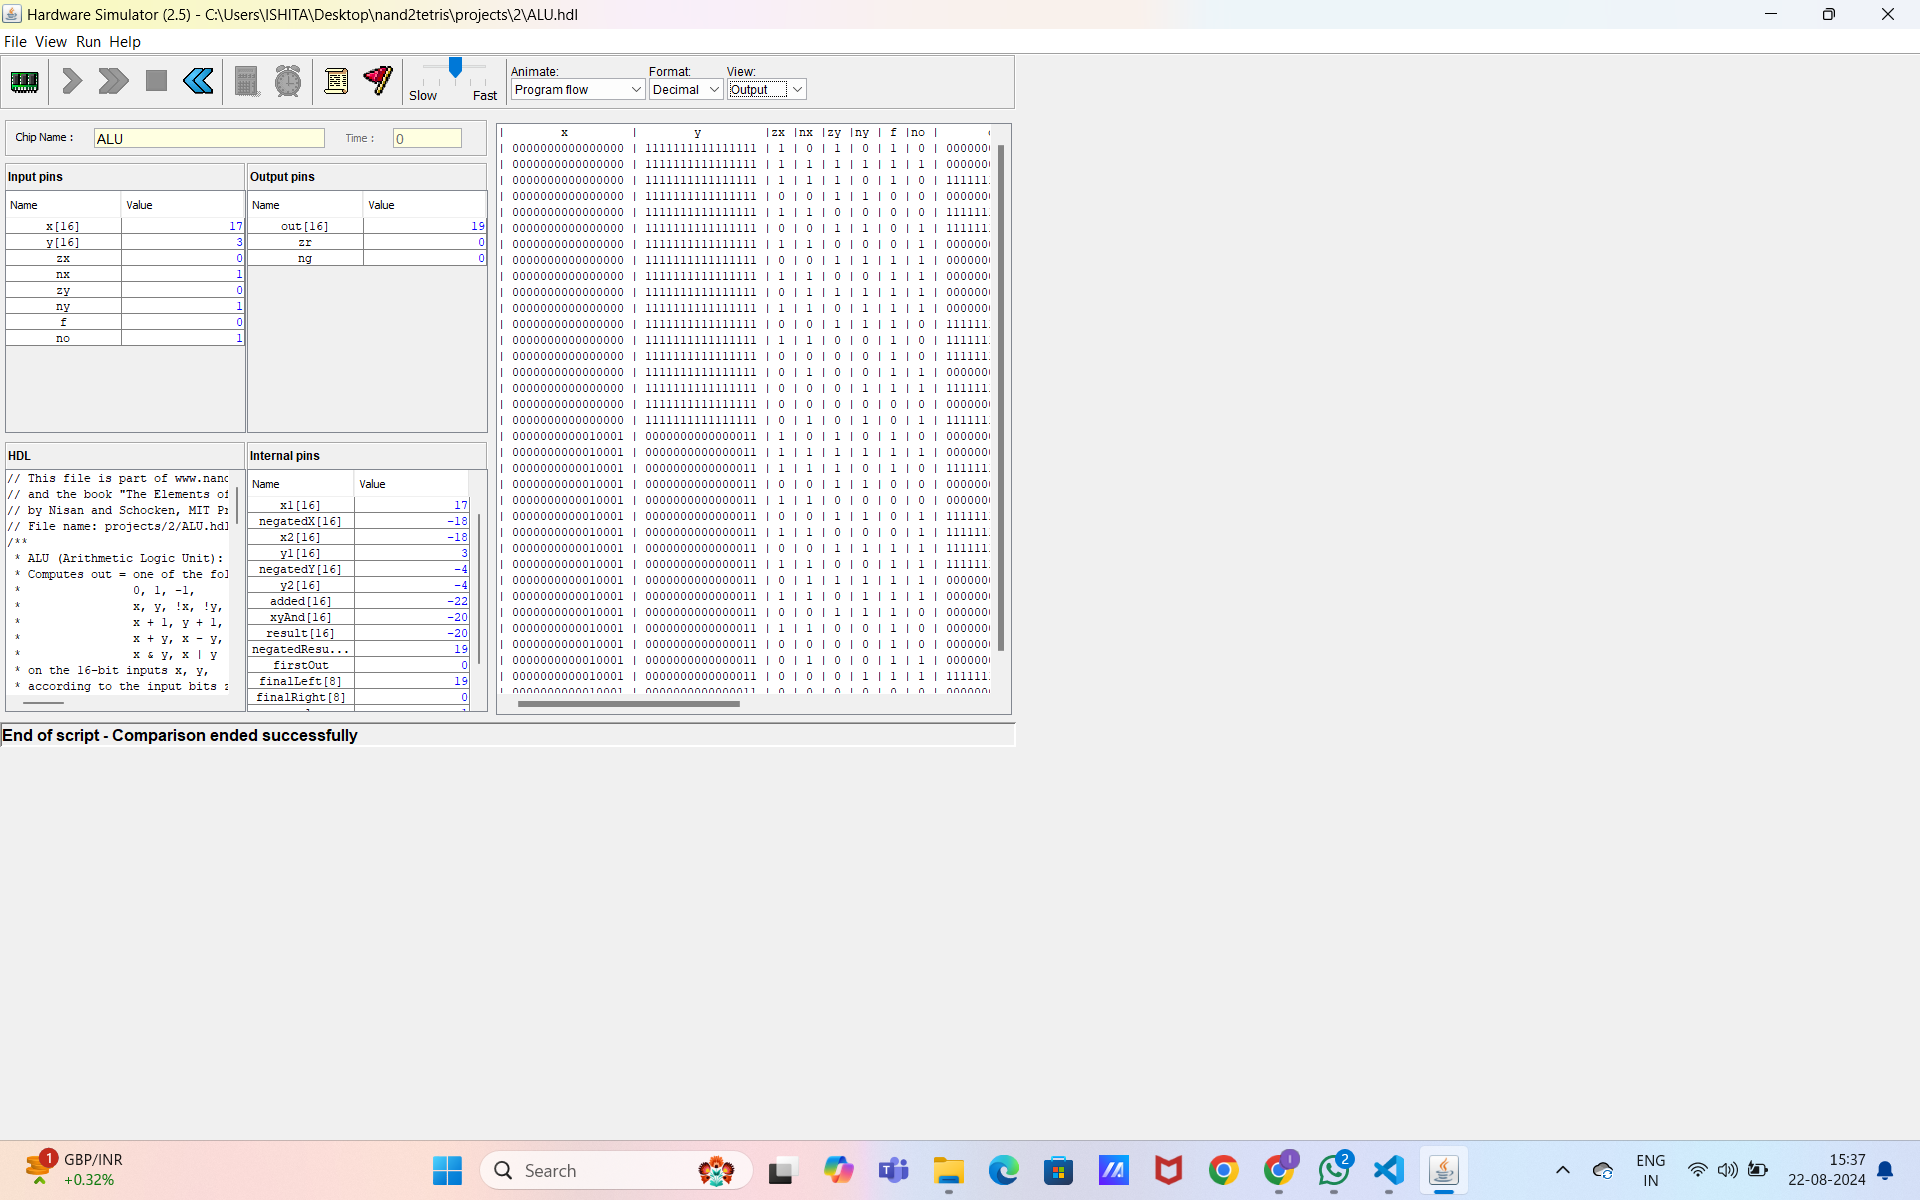 Hardware Simulator (2.5) - C:\Users\ISHITA\Desktop\nand2tetris\projects\2\ALU.hdl
File View Run Help
Slow Fast
Animate: Format: View:
Program flow Decimal Output
Chip Name : ALU Time : 0
Input pins
Name Value
x[16] 17
y[16] 3
zx 0
nx 1
zy 0
ny 1
f 0
no 1
Output pins
Name Value
out[16] 19
zr 0
ng 0
HDL
// This file is part of www.nand
// and the book "The Elements of
// by Nisan and Schocken, MIT Pr
// File name: projects/2/ALU.hdl
/**
* ALU (Arithmetic Logic Unit):
* Computes out = one of the fol
* 0, 1, -1,
* x, y, !x, !y,
* x + 1, y + 1,
* x + y, x - y,
* x & y, x | y
* on the 16-bit inputs x, y,
* according to the input bits z
Internal pins
Name Value
x1[16] 17
negatedX[16] -18
x2[16] -18
y1[16] 3
negatedY[16] -4
y2[16] -4
added[16] -22
xyAnd[16] -20
result[16] -20
negatedResu... 19
firstOut 0
finalLeft[8] 19
finalRight[8] 0
| x | y |zx |nx |zy |ny | f |no |
| 0000000000000000 | 1111111111111111 | 1 | 0 | 1 | 0 | 1 | 0 | 000000
| 0000000000000000 | 1111111111111111 | 1 | 1 | 1 | 1 | 1 | 1 | 000000
| 0000000000000000 | 1111111111111111 | 1 | 1 | 1 | 0 | 1 | 0 | 111111
| 0000000000000000 | 1111111111111111 | 0 | 0 | 1 | 1 | 0 | 0 | 000000
| 0000000000000000 | 1111111111111111 | 1 | 1 | 0 | 0 | 0 | 0 | 111111
| 0000000000000000 | 1111111111111111 | 0 | 0 | 1 | 1 | 0 | 1 | 111111
| 0000000000000000 | 1111111111111111 | 1 | 1 | 0 | 0 | 0 | 1 | 000000
| 0000000000000000 | 1111111111111111 | 0 | 0 | 1 | 1 | 1 | 1 | 000000
| 0000000000000000 | 1111111111111111 | 1 | 1 | 0 | 0 | 1 | 1 | 000000
| 0000000000000000 | 1111111111111111 | 0 | 1 | 1 | 1 | 1 | 1 | 000000
| 0000000000000000 | 1111111111111111 | 1 | 1 | 0 | 1 | 1 | 1 | 000000
| 0000000000000000 | 1111111111111111 | 0 | 0 | 1 | 1 | 1 | 0 | 111111
| 0000000000000000 | 1111111111111111 | 1 | 1 | 0 | 0 | 1 | 0 | 111111
| 0000000000000000 | 1111111111111111 | 0 | 0 | 0 | 0 | 1 | 0 | 111111
| 0000000000000000 | 1111111111111111 | 0 | 1 | 0 | 0 | 1 | 1 | 000000
| 0000000000000000 | 1111111111111111 | 0 | 0 | 0 | 1 | 1 | 1 | 111111
| 0000000000000000 | 1111111111111111 | 0 | 0 | 0 | 0 | 0 | 0 | 000000
| 0000000000000000 | 1111111111111111 | 0 | 1 | 0 | 1 | 0 | 1 | 111111
| 0000000000010001 | 0000000000000011 | 1 | 0 | 1 | 0 | 1 | 0 | 000000
| 0000000000010001 | 0000000000000011 | 1 | 1 | 1 | 1 | 1 | 1 | 000000
| 0000000000010001 | 0000000000000011 | 1 | 1 | 1 | 0 | 1 | 0 | 111111
| 0000000000010001 | 0000000000000011 | 0 | 0 | 1 | 1 | 0 | 0 | 000000
| 0000000000010001 | 0000000000000011 | 1 | 1 | 0 | 0 | 0 | 0 | 000000
| 0000000000010001 | 0000000000000011 | 0 | 0 | 1 | 1 | 0 | 1 | 111111
| 0000000000010001 | 0000000000000011 | 1 | 1 | 0 | 0 | 0 | 1 | 111111
| 0000000000010001 | 0000000000000011 | 0 | 0 | 1 | 1 | 1 | 1 | 111111
| 0000000000010001 | 0000000000000011 | 1 | 1 | 0 | 0 | 1 | 1 | 111111
| 0000000000010001 | 0000000000000011 | 0 | 1 | 1 | 1 | 1 | 1 | 000000
| 0000000000010001 | 0000000000000011 | 1 | 1 | 0 | 1 | 1 | 1 | 000000
| 0000000000010001 | 0000000000000011 | 0 | 0 | 1 | 1 | 1 | 0 | 000000
| 0000000000010001 | 0000000000000011 | 1 | 1 | 0 | 0 | 1 | 0 | 000000
| 0000000000010001 | 0000000000000011 | 0 | 0 | 0 | 0 | 1 | 0 | 000000
| 0000000000010001 | 0000000000000011 | 0 | 1 | 0 | 0 | 1 | 1 | 000000
| 0000000000010001 | 0000000000000011 | 0 | 0 | 0 | 1 | 1 | 1 | 111111
| 0000000000010001 | 0000000000000011 | 0 | 0 | 0 | 0 | 0 | 0 | 000000
End of script - Comparison ended successfully
1 GBP/INR
+0.32%
Search
2
ENG
IN
15:37
22-08-2024